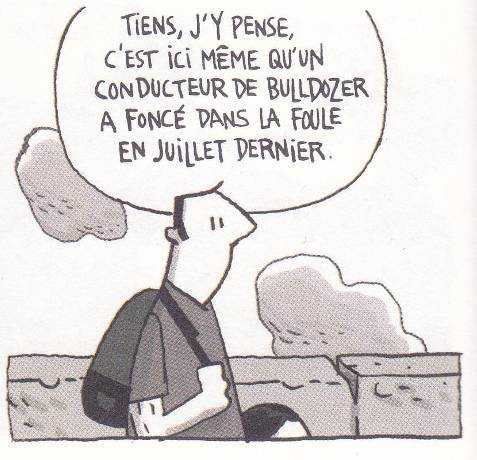 TIENS, J'Y PENSE,
C'EST ICI MÊME QU'UN
CONDUCTEUR DE BULLDOZER
A FONCÉ DANS LA FOULE
EN JUILLET DERNIER.